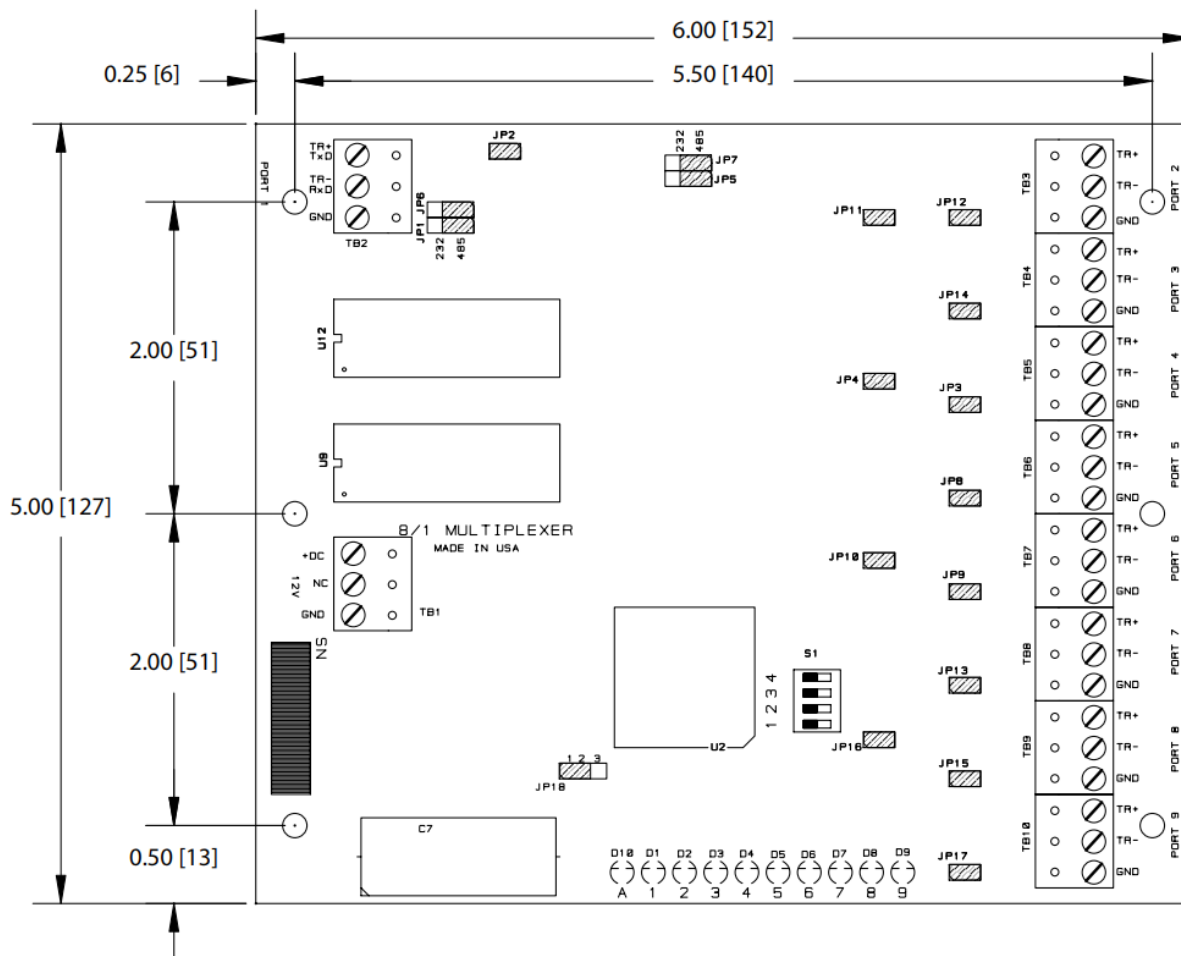 6.00 [152]
0.25 [6]
5.50 [140]
5.00 [127]
2.00 [51]
2.00 [51]
0.50 [13]
PORT 1
TR+
TxD
TR-
RxD
GND
TB2
JP2
JP6
JP1
232
485
232
485
JP7
JP5
JP11
JP12
JP14
JP4
JP3
JP8
JP10
JP9
JP13
JP16
JP15
JP17
U12
U9
8/1 MULTIPLEXER
MADE IN USA
+DC
NC
GND
12V
TB1
SN
S1
1 2 3 4
U2
1 2 3
JP18
C7
D10 D1 D2 D3 D4 D5 D6 D7 D8 D9
A 1 2 3 4 5 6 7 8 9
TB3
TR+
TR-
GND
PORT 2
TB4
TR+
TR-
GND
PORT 3
TB5
TR+
TR-
GND
PORT 4
TB6
TR+
TR-
GND
PORT 5
TB7
TR+
TR-
GND
PORT 6
TB8
TR+
TR-
GND
PORT 7
TB9
TR+
TR-
GND
PORT 8
TB10
TR+
TR-
GND
PORT 9